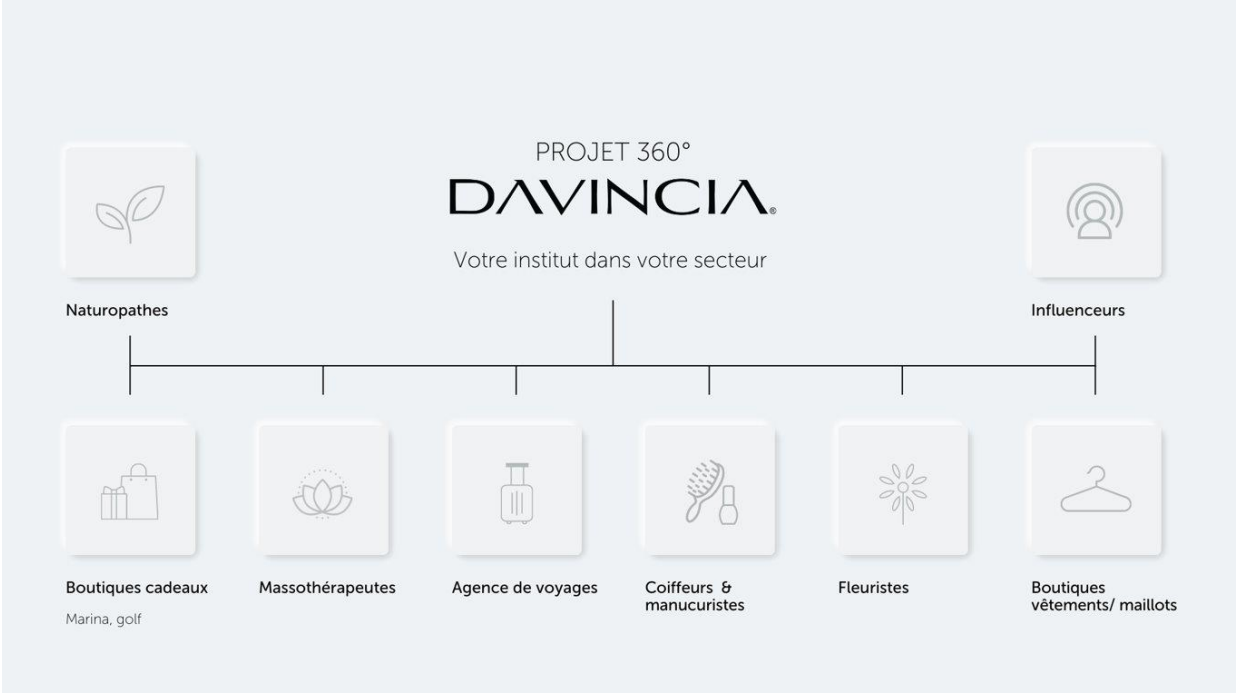 PROJET 360°
DAVINCIA®
Votre institut dans votre secteur
Naturopathes
Influenceurs
Boutiques cadeaux
Marina, golf
Massothérapeutes
Agence de voyages
Coiffeurs &
manucuristes
Fleuristes
Boutiques
vêtements/ maillots